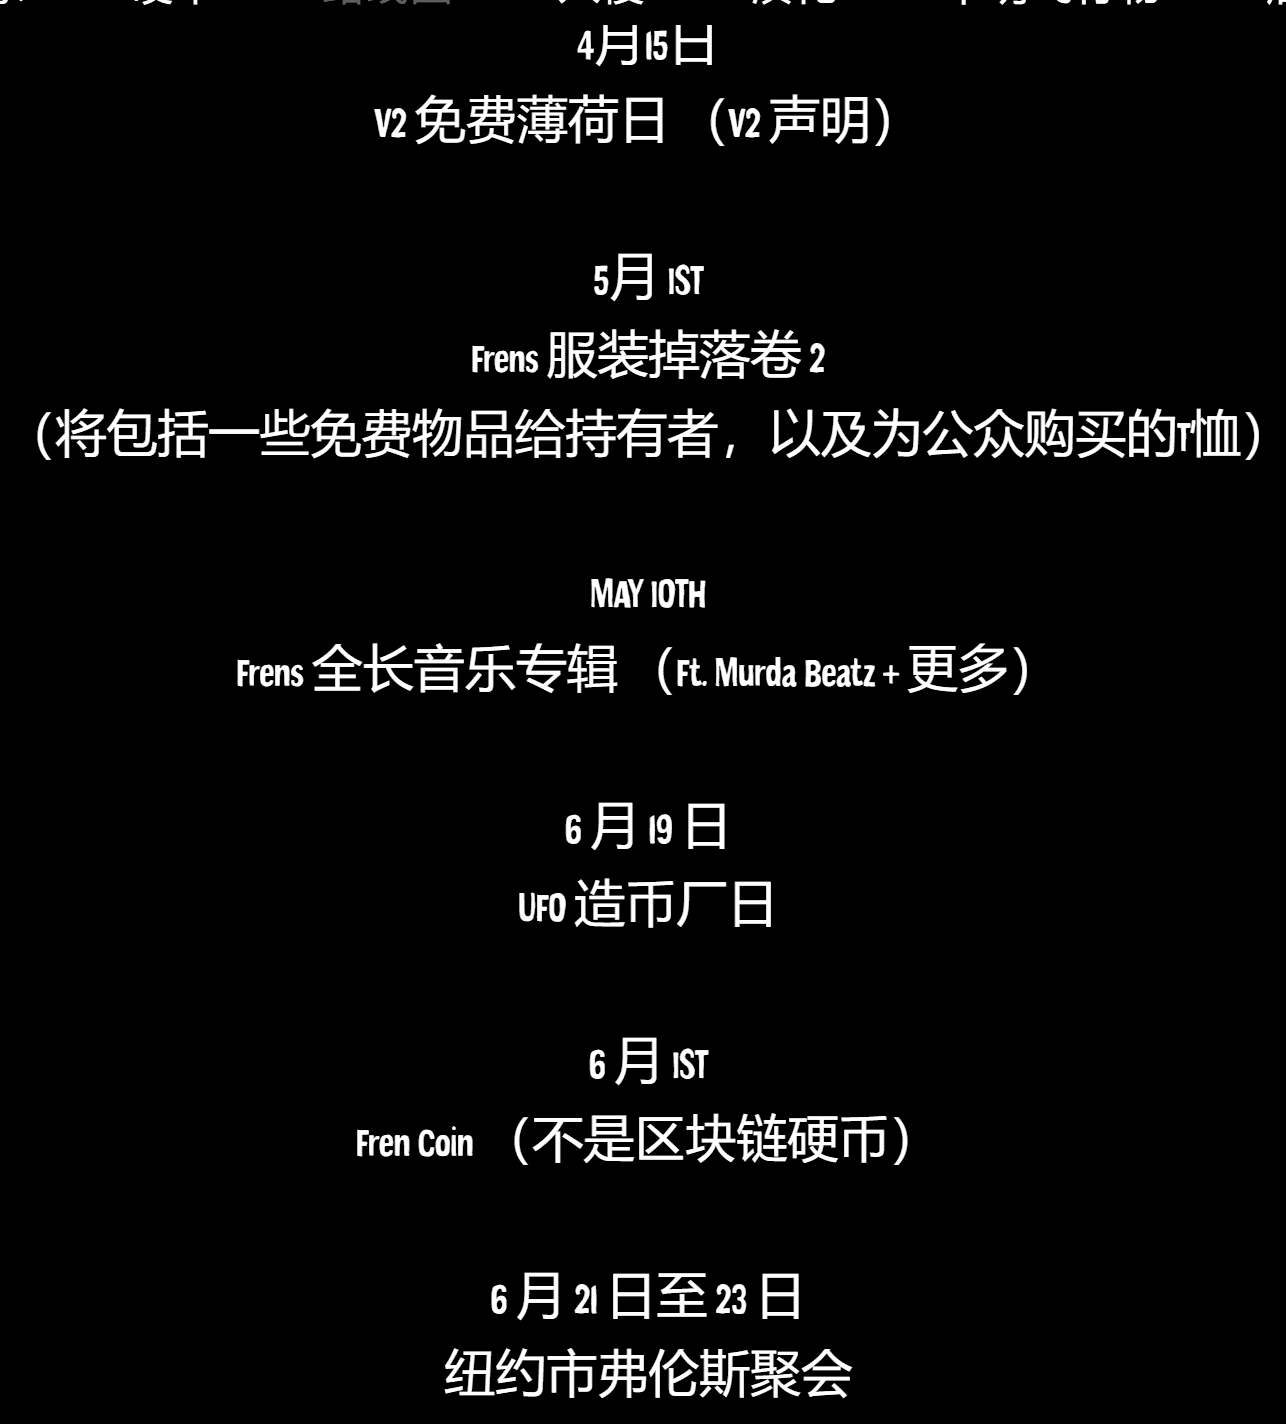 4月15日
V2 免费薄荷日 （V2 声明）
5月 1ST
Frens 服装掉落卷 2
（将包括一些免费物品给持有者，以及为公众购买的T恤）
MAY 10TH
Frens 全长音乐专辑 （Ft. Murda Beatz + 更多）
6 月 19 日
UFO 造币厂日
6 月 1ST
Fren Coin （不是区块链硬币）
6 月 21 日至 23 日
纽约市弗伦斯聚会